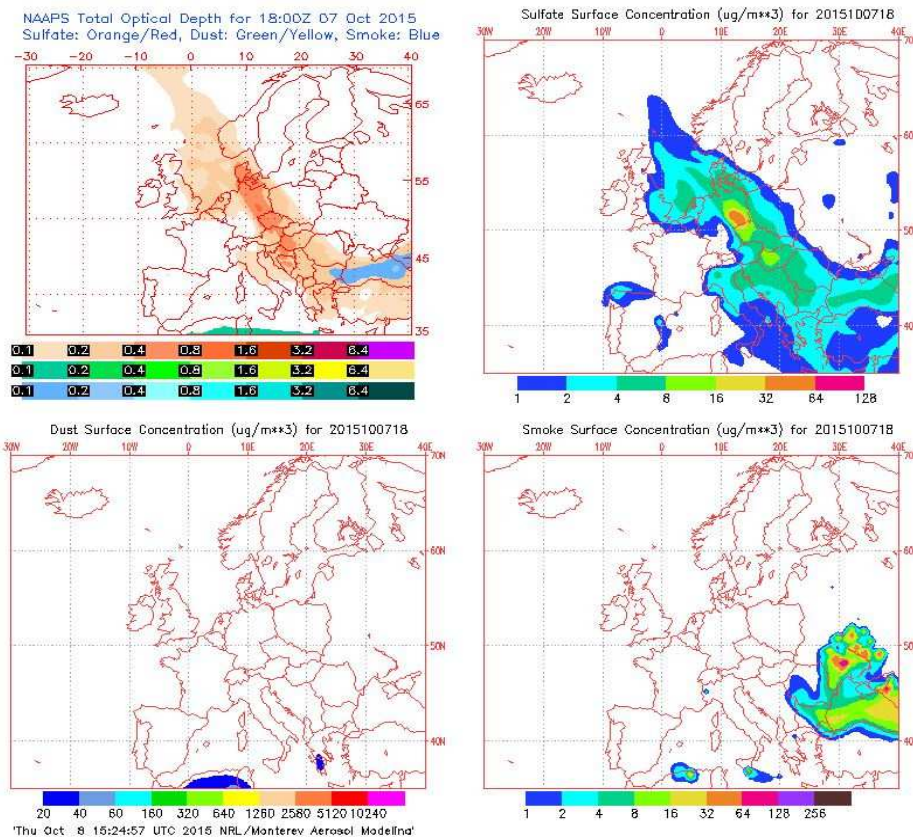 NAAPS Total Optical Depth for 18:00Z 07 Oct 2015
Sulfate: Orange/Red, Dust: Green/Yellow, Smoke: Blue
-30 -20 -10 0 10 20 30 40
65
55
45
35
0.1 0.2 0.4 0.8 1.6 3.2 6.4
0.1 0.2 0.4 0.8 1.6 3.2 6.4
0.1 0.2 0.4 0.8 1.6 3.2 6.4
Sulfate Surface Concentration (ug/m**3) for 2015100718
30W 20W 10W 0 10E 20E 30E 40E
70N
60N
50N
40N
1 2 4 8 16 32 64 128
Dust Surface Concentration (ug/m**3) for 2015100718
30W 20W 10W 0 10E 20E 30E 40E
70N
60N
50N
40N
20 40 60 160 320 640 1260 2580 5120 10240
'Thu Oct 8 15:24:57 UTC 2015 NRL/Monterey Aerosol Modeling'
Smoke Surface Concentration (ug/m**3) for 2015100718
30W 20W 10W 0 10E 20E 30E 40E
70N
60N
50N
40N
1 2 4 8 16 32 64 128 256